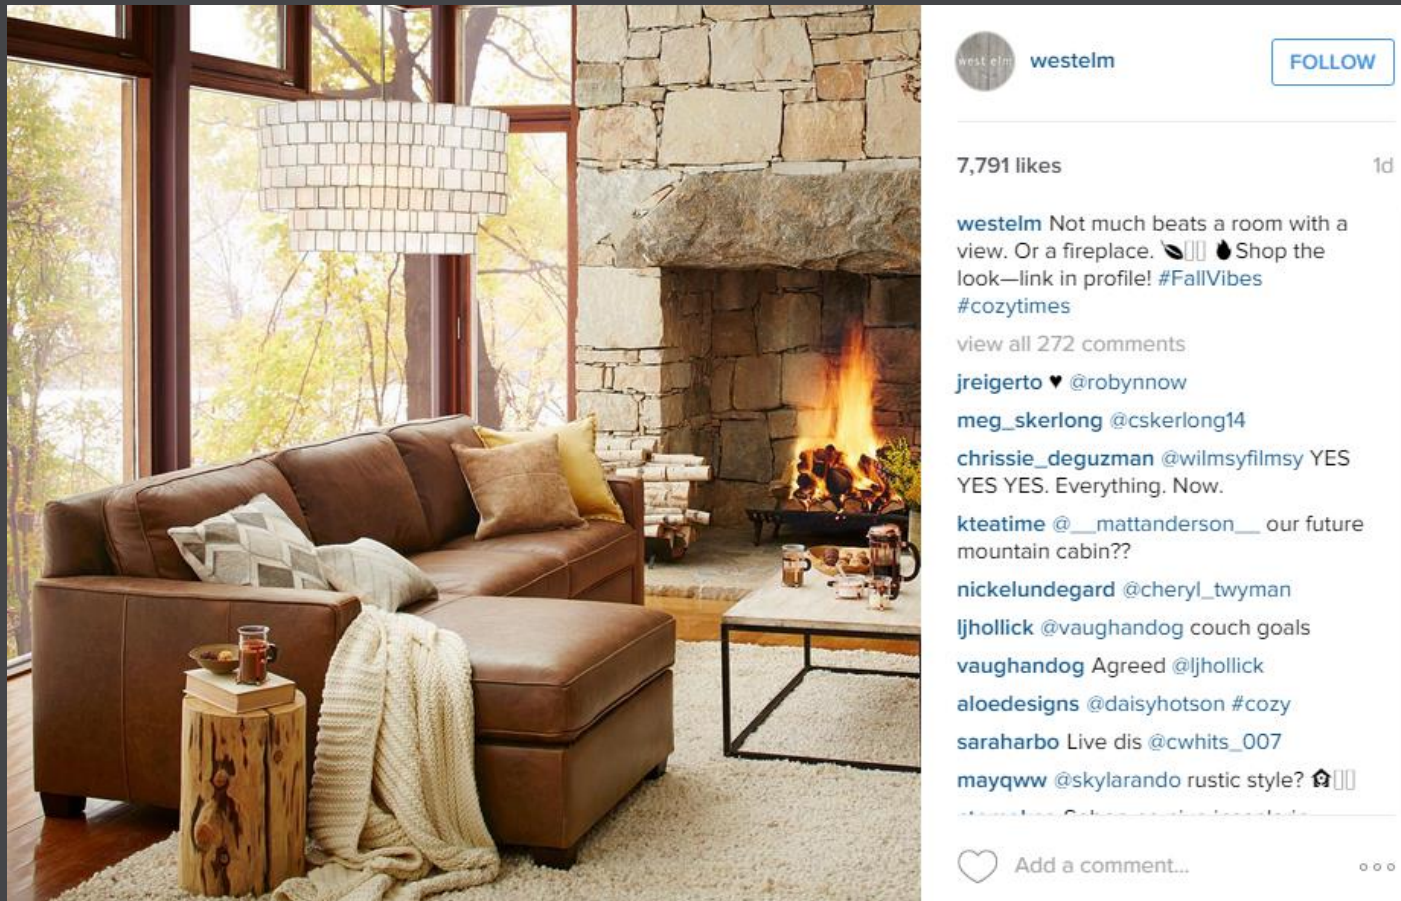 west elm
westelm
FOLLOW
7,791 likes
1d
westelm Not much beats a room with a
view. Or a fireplace. Shop the
look—link in profile! #FallVibes
#cozytimes
view all 272 comments
jreigerto ♥ @robynnow
meg_skerlong @cskerlong14
chrissie_deguzman @wilmsyfilmsy YES
YES YES. Everything. Now.
kteatime @__mattanderson__ our future
mountain cabin??
nickelundegard @cheryl_twyman
ljhollick @vaughandog couch goals
vaughandog Agreed @ljhollick
aloedesigns @daisyhotson #cozy
saraharbo Live dis @cwhits_007
mayqww @skylarando rustic style?
Add a comment...